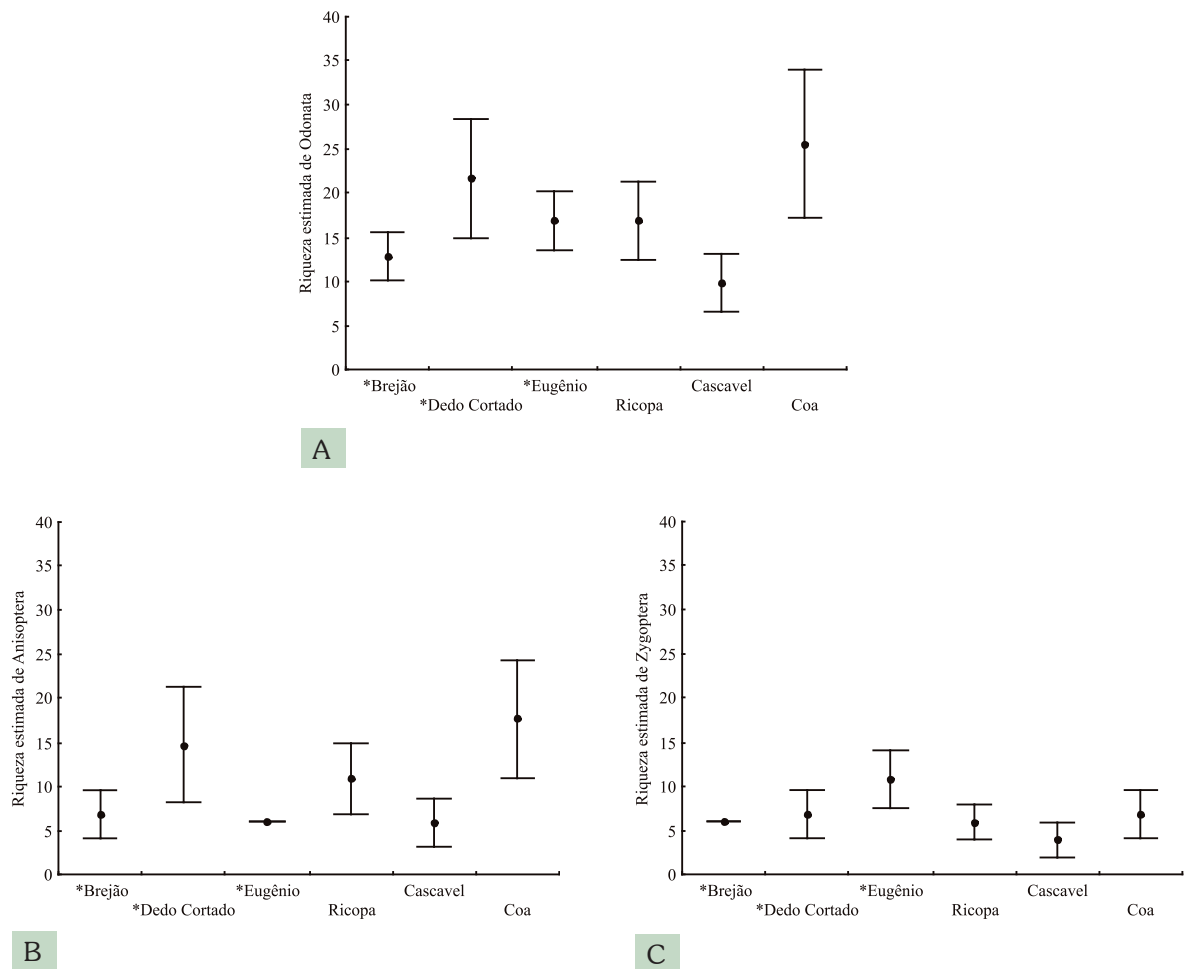 40
35
30
25
20
15
10
5
0
Riqueza estimada de Odonata
*Brejão *Eugênio Cascavel
*Dedo Cortado Ricopa Coa
A
40
35
30
25
20
15
10
5
0
Riqueza estimada de Anisoptera
*Brejão *Eugênio Cascavel
*Dedo Cortado Ricopa Coa
B
40
35
30
25
20
15
10
5
0
Riqueza estimada de Zygoptera
*Brejão *Eugênio Cascavel
*Dedo Cortado Ricopa Coa
C